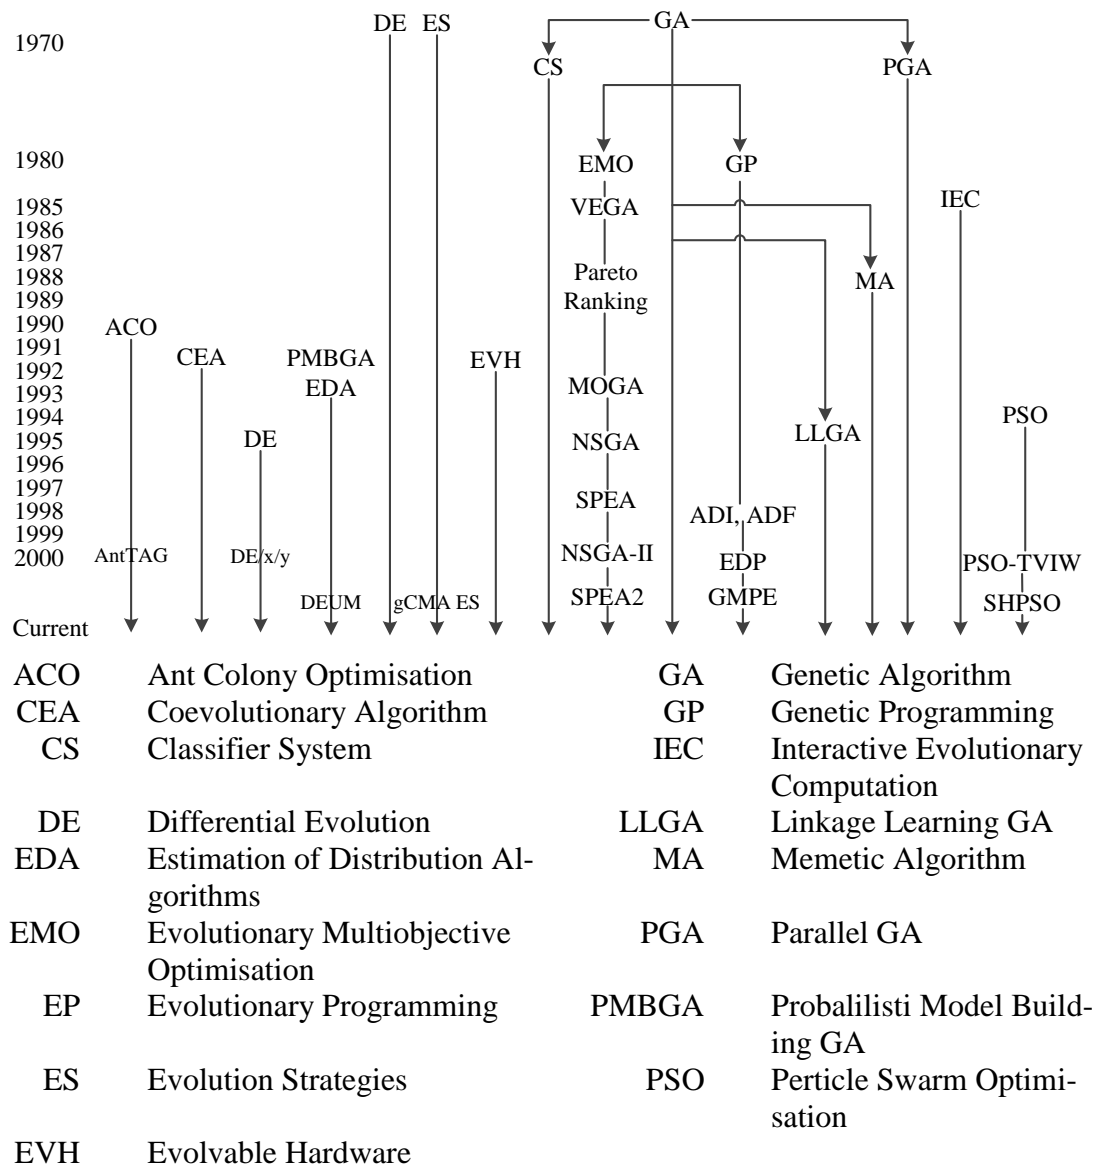 DE ES GA
1970
CS PGA
1980 EMO GP
1985 VEGA IEC
1986
1987
1988 Pareto MA
1989 Ranking
1990 ACO
1991 CEA PMBGA EVH
1992
1993 EDA MOGA
1994 PSO
1995 DE NSGA LLGA
1996
1997
1998 SPEA ADI, ADF
1999
2000 AntTAG DE/x/y NSGA-II EDP PSO-TVIW
DEUM gCMA ES SPEA2 GMPE SHPSO
Current
ACO Ant Colony Optimisation GA Genetic Algorithm
CEA Coevolutionary Algorithm GP Genetic Programming
CS Classifier System IEC Interactive Evolutionary
Computation
DE Differential Evolution LLGA Linkage Learning GA
EDA Estimation of Distribution Al- MA Memetic Algorithm
gorithms
EMO Evolutionary Multiobjective PGA Parallel GA
Optimisation
EP Evolutionary Programming PMBGA Probalilisti Model Build-
ing GA
ES Evolution Strategies PSO Perticle Swarm Optimi-
sation
EVH Evolvable Hardware